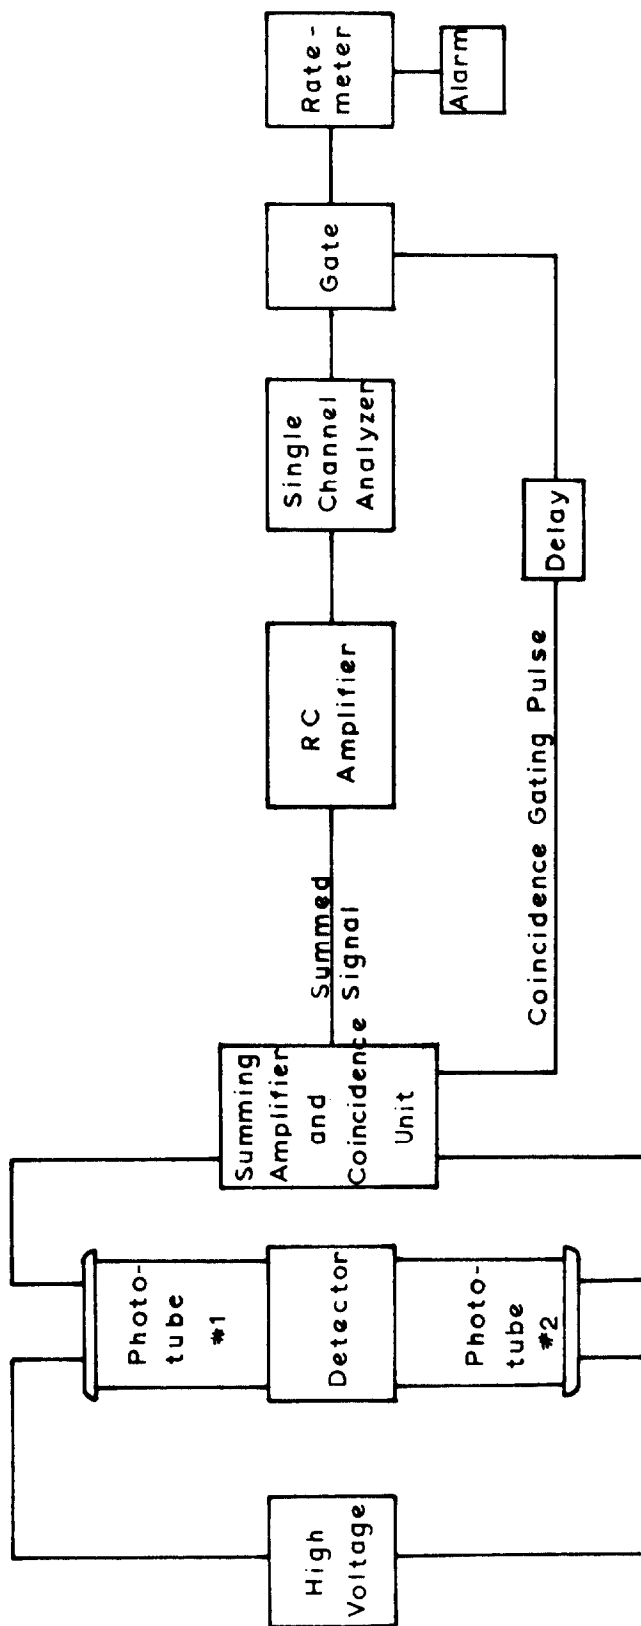 High
Voltage
Photo-
tube
#1
Detector
Photo-
tube
#2
Summing
Amplifier
and
Coincidence
Unit
Summed
Signal
RC
Amplifier
Single
Channel
Analyzer
Gate
Rate-
meter
Alarm
Coincidence Gating Pulse
Delay